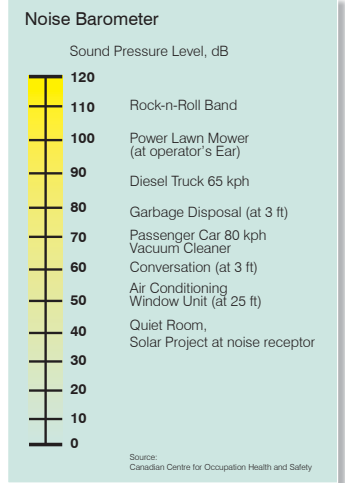 Noise Barometer
Sound Pressure Level, dB
120
110 Rock-n-Roll Band
100 Power Lawn Mower
(at operator's Ear)
90 Diesel Truck 65 kph
80 Garbage Disposal (at 3 ft)
70 Passenger Car 80 kph
Vacuum Cleaner
60 Conversation (at 3 ft)
Air Conditioning
50 Window Unit (at 25 ft)
40 Quiet Room,
Solar Project at noise receptor
30
20
10
0
Source:
Canadian Centre for Occupation Health and Safety